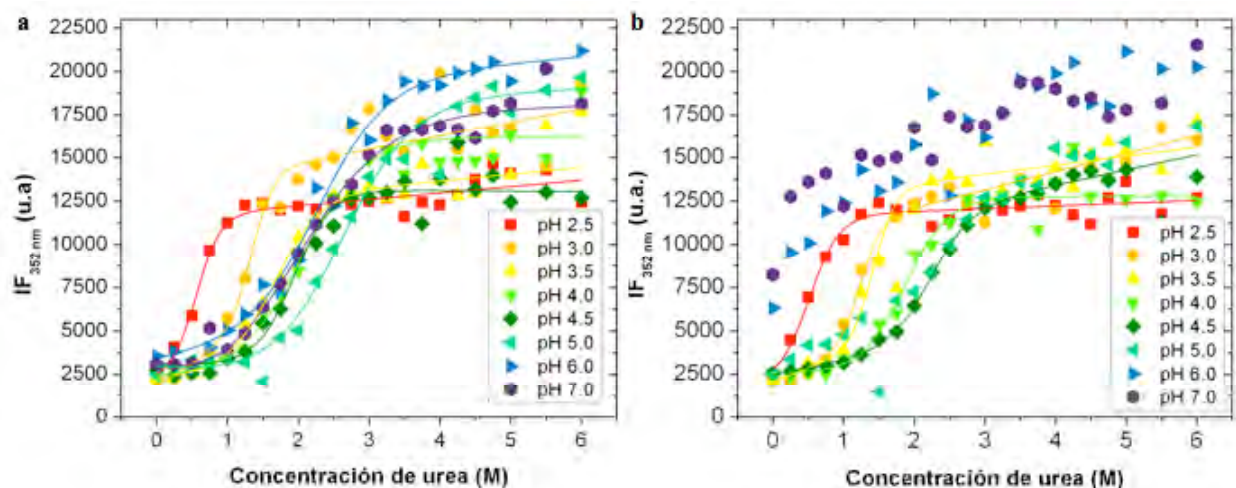 a
IF352 nm (u.a)
22500
20000
17500
15000
12500
10000
7500
5000
2500
0
0 1 2 3 4 5 6
Concentración de urea (M)
pH 2.5
pH 3.0
pH 3.5
pH 4.0
pH 4.5
pH 5.0
pH 6.0
pH 7.0
b
IF352 nm (u.a.)
22500
20000
17500
15000
12500
10000
7500
5000
2500
0
0 1 2 3 4 5 6
Concentración de urea (M)
pH 2.5
pH 3.0
pH 3.5
pH 4.0
pH 4.5
pH 5.0
pH 6.0
pH 7.0